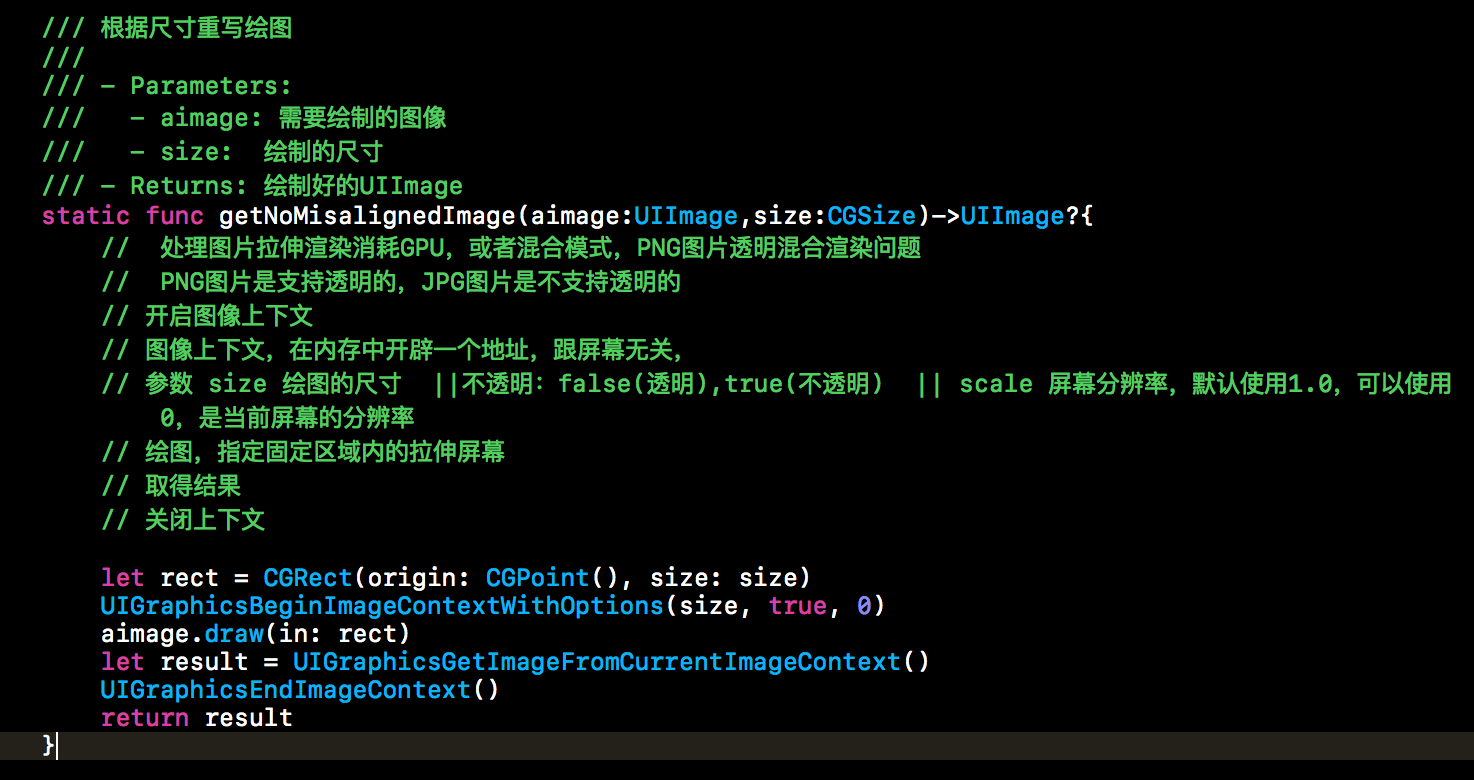 /// 根据尺寸重写绘图
///
/// - Parameters:
///   - aimage: 需要绘制的图像
///   - size:  绘制的尺寸
/// - Returns: 绘制好的UIImage
static func getNoMisalignedImage(aimage:UIImage,size:CGSize)->UIImage?{
    //  处理图片拉伸渲染消耗GPU，或者混合模式，PNG图片透明混合渲染问题
    //  PNG图片是支持透明的，JPG图片是不支持透明的
    // 开启图像上下文
    // 图像上下文，在内存中开辟一个地址，跟屏幕无关，
    // 参数 size 绘图的尺寸  ||不透明：false(透明),true(不透明)  || scale 屏幕分辨率，默认使用1.0，可以使用
        0，是当前屏幕的分辨率
    // 绘图，指定固定区域内的拉伸屏幕
    // 取得结果
    // 关闭上下文
    let rect = CGRect(origin: CGPoint(), size: size)
    UIGraphicsBeginImageContextWithOptions(size, true, 0)
    aimage.draw(in: rect)
    let result = UIGraphicsGetImageFromCurrentImageContext()
    UIGraphicsEndImageContext()
    return result
}